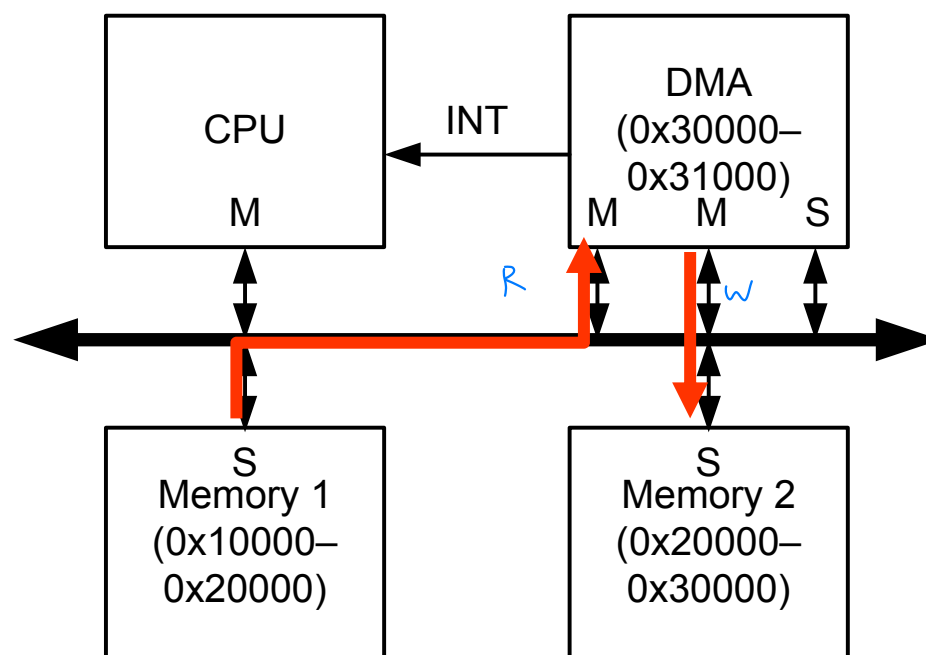 CPU
M
INT
DMA
(0x30000–
0x31000)
M M S
R
W
S
Memory 1
(0x10000–
0x20000)
S
Memory 2
(0x20000–
0x30000)